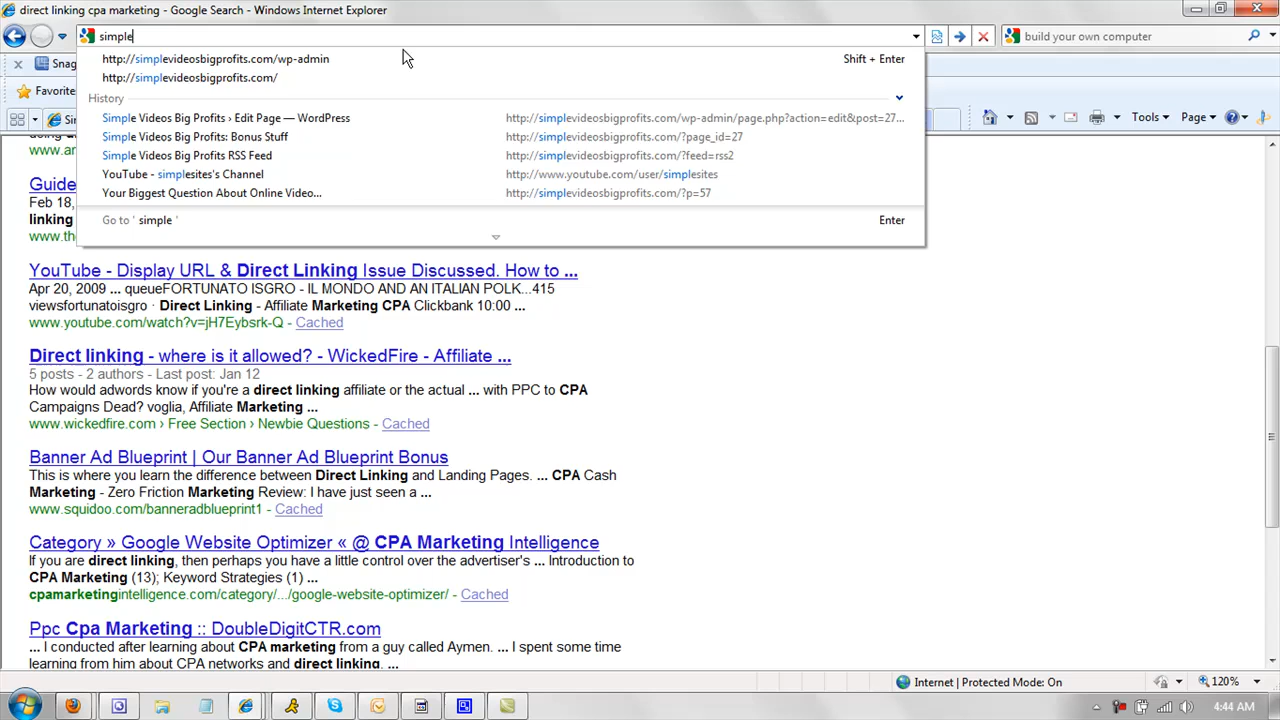 direct linking cpa marketing - Google Search - Windows Internet Explorer
simple
build your own computer
http://simplevideosbigprofits.com/wp-admin Shift + Enter
Snag
http://simplevideosbigprofits.com/
Favorite
History
Simple Videos Big Profits › Edit Page — WordPress http://simplevideosbigprofits.com/wp-admin/page.php?action=edit&post=27...
Sir
Tools
Page
Simple Videos Big Profits: Bonus Stuff http://simplevideosbigprofits.com/?page_id=27
www.ar
Simple Videos Big Profits RSS Feed http://simplevideosbigprofits.com/?feed=rss2
YouTube - simplesites's Channel http://www.youtube.com/user/simplesites
Guide
Your Biggest Question About Online Video... http://simplevideosbigprofits.com/?p=57
Feb 18,
linking
Go to ' simple ' Enter
www.the
YouTube - Display URL & Direct Linking Issue Discussed. How to ...
Apr 20, 2009 ... queueFORTUNATO ISGRO - IL MONDO AND AN ITALIAN POLK...415
viewsfortunatoisgro · Direct Linking - Affiliate Marketing CPA Clickbank 10:00 ...
www.youtube.com/watch?v=jH7Eybsrk-Q - Cached
Direct linking - where is it allowed? - WickedFire - Affiliate ...
5 posts - 2 authors - Last post: Jan 12
How would adwords know if you're a direct linking affiliate or the actual ... with PPC to CPA
Campaigns Dead? voglia, Affiliate Marketing ...
www.wickedfire.com › Free Section › Newbie Questions - Cached
Banner Ad Blueprint | Our Banner Ad Blueprint Bonus
This is where you learn the difference between Direct Linking and Landing Pages. ... CPA Cash
Marketing - Zero Friction Marketing Review: I have just seen a ...
www.squidoo.com/banneradblueprint1 - Cached
Category » Google Website Optimizer « @ CPA Marketing Intelligence
If you are direct linking, then perhaps you have a little control over the advertiser's ... Introduction to
CPA Marketing (13); Keyword Strategies (1) ...
cpamarketingintelligence.com/category/.../google-website-optimizer/ - Cached
Ppc Cpa Marketing :: DoubleDigitCTR.com
... I conducted after learning about CPA marketing from a guy called Aymen. ... I spent some time
learning from him about CPA networks and direct linking. ...
Internet | Protected Mode: On
120%
4:44 AM